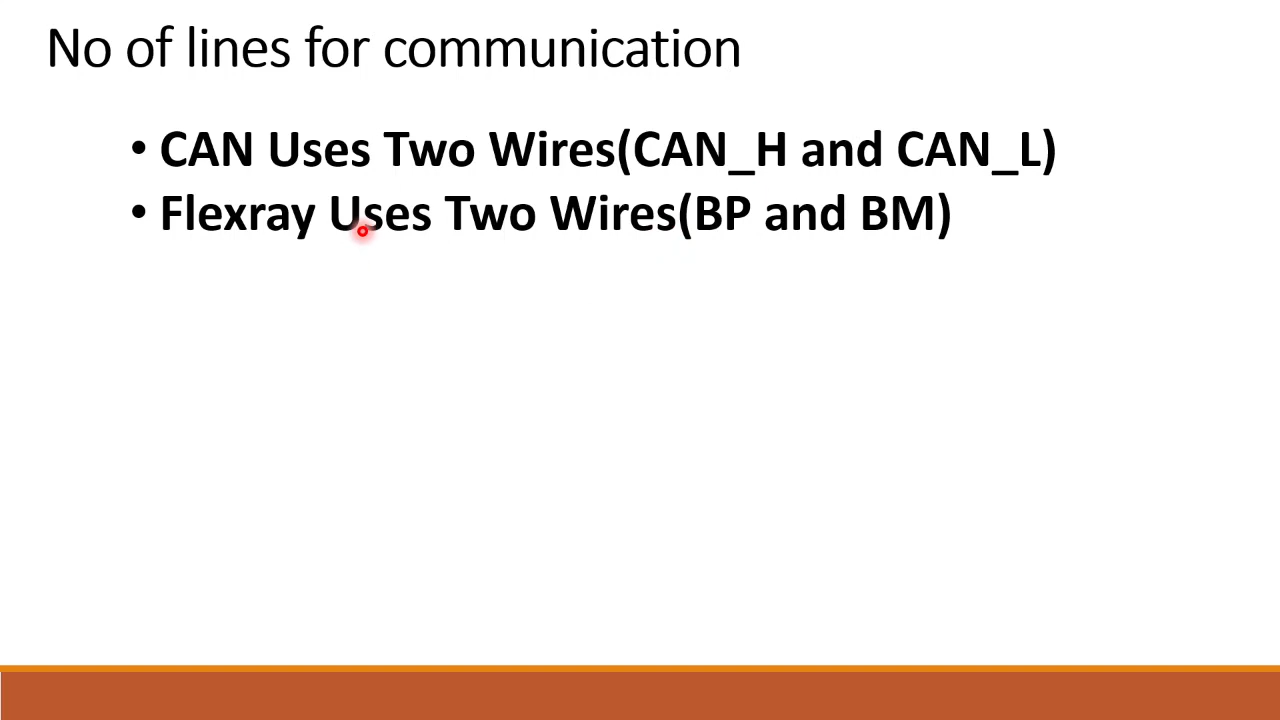 No of lines for communication
• CAN Uses Two Wires(CAN_H and CAN_L)
• Flexray Uses Two Wires(BP and BM)